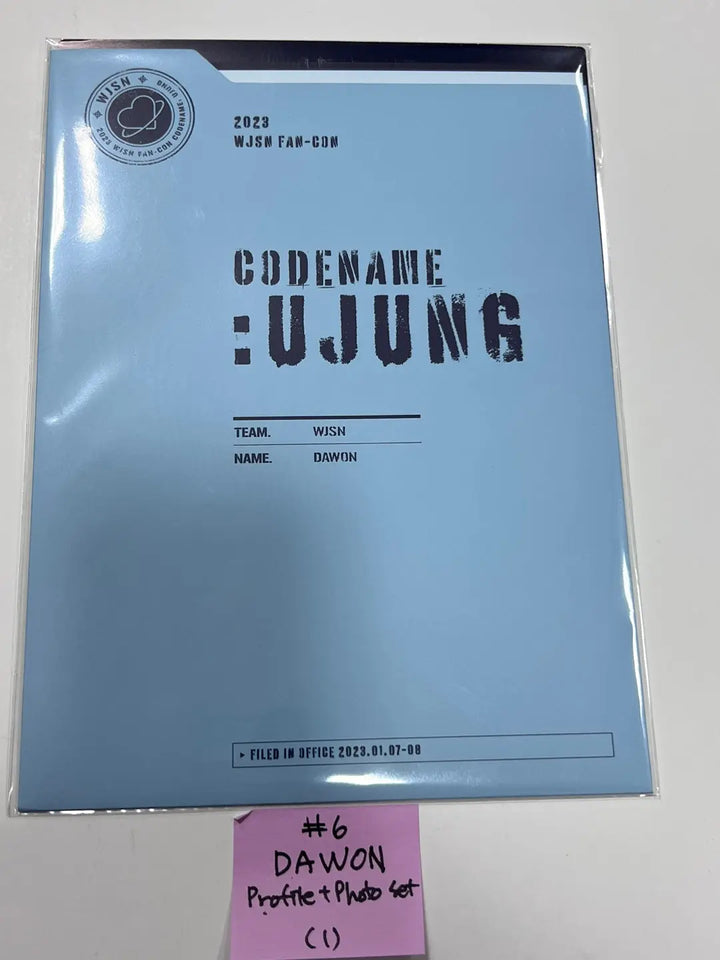 WJSN
2023 WJSN FAN-CON CODENAME:UJUNG
2023
WJSN FAN-CON
CODENAME
:UJUNG
TEAM. WJSN
NAME. DAWON
▸ FILED IN OFFICE 2023.01.07-08
#6
DAWON
Profile + Photo set
(1)